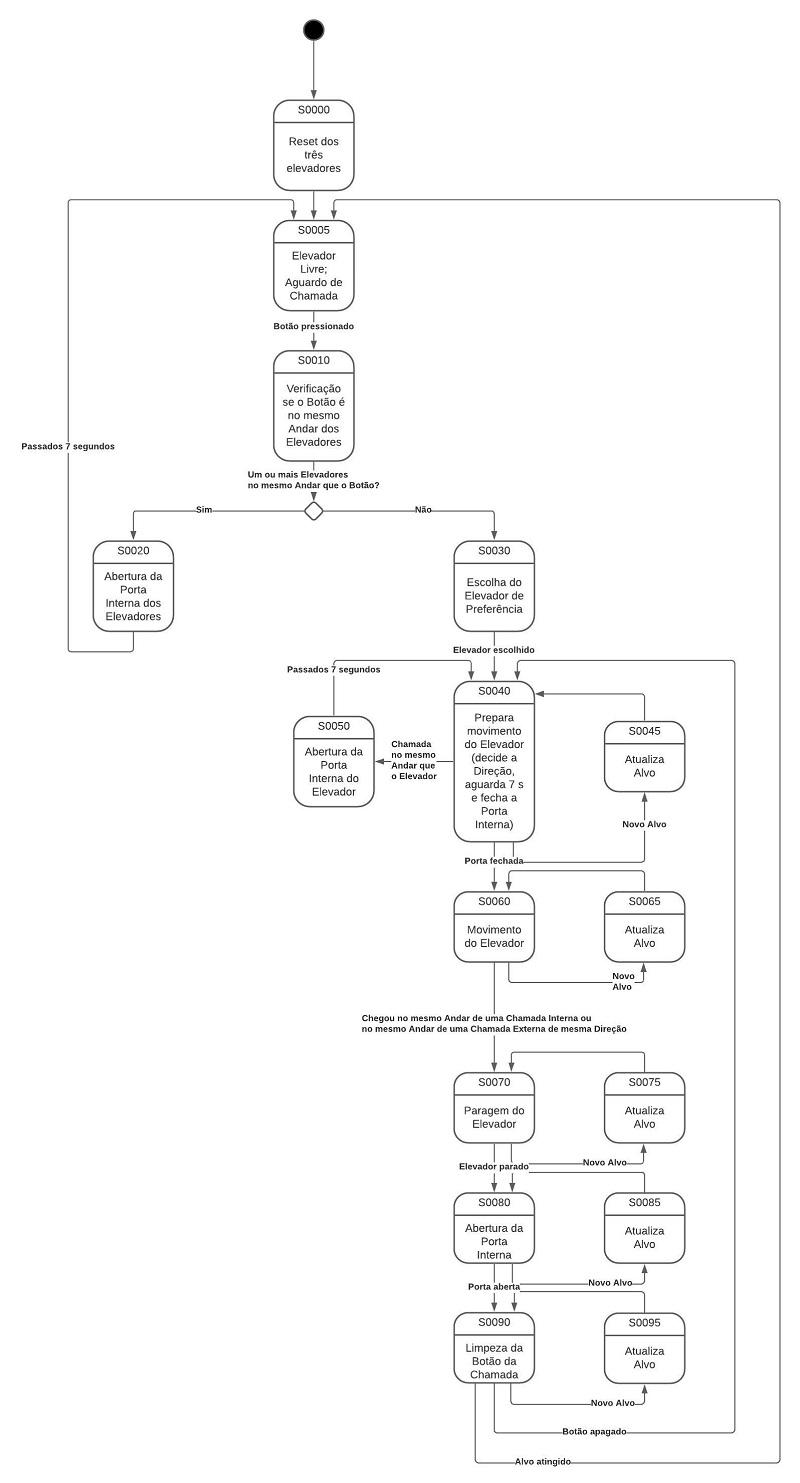 S0000
Reset dos
três
elevadores
S0005
Elevador
Livre;
Aguardo de
Chamada
Botão pressionado
S0010
Verificação
se o Botão é
no mesmo
Andar dos
Elevadores
Passados 7 segundos
Um ou mais Elevadores
no mesmo Andar que o Botão?
Sim
Não
S0020
Abertura da
Porta
Interna dos
Elevadores
S0030
Escolha do
Elevador de
Preferência
Elevador escolhido
Passados 7 segundos
S0040
Prepara
movimento
do Elevador
(decide a
Direção,
aguarda 7 s
e fecha a
Porta
Interna)
S0050
Abertura da
Porta
Interna do
Elevador
Chamada
no mesmo
Andar que
o Elevador
S0045
Atualiza
Alvo
Novo Alvo
Porta fechada
S0060
Movimento
do Elevador
S0065
Atualiza
Alvo
Novo
Alvo
Chegou no mesmo Andar de uma Chamada Interna ou
no mesmo Andar de uma Chamada Externa de mesma Direção
S0070
Paragem do
Elevador
S0075
Atualiza
Alvo
Elevador parado
Novo Alvo
S0080
Abertura da
Porta
Interna
S0085
Atualiza
Alvo
Porta aberta
Novo Alvo
S0090
Limpeza da
Botão da
Chamada
S0095
Atualiza
Alvo
Novo Alvo
Botão apagado
Alvo atingido